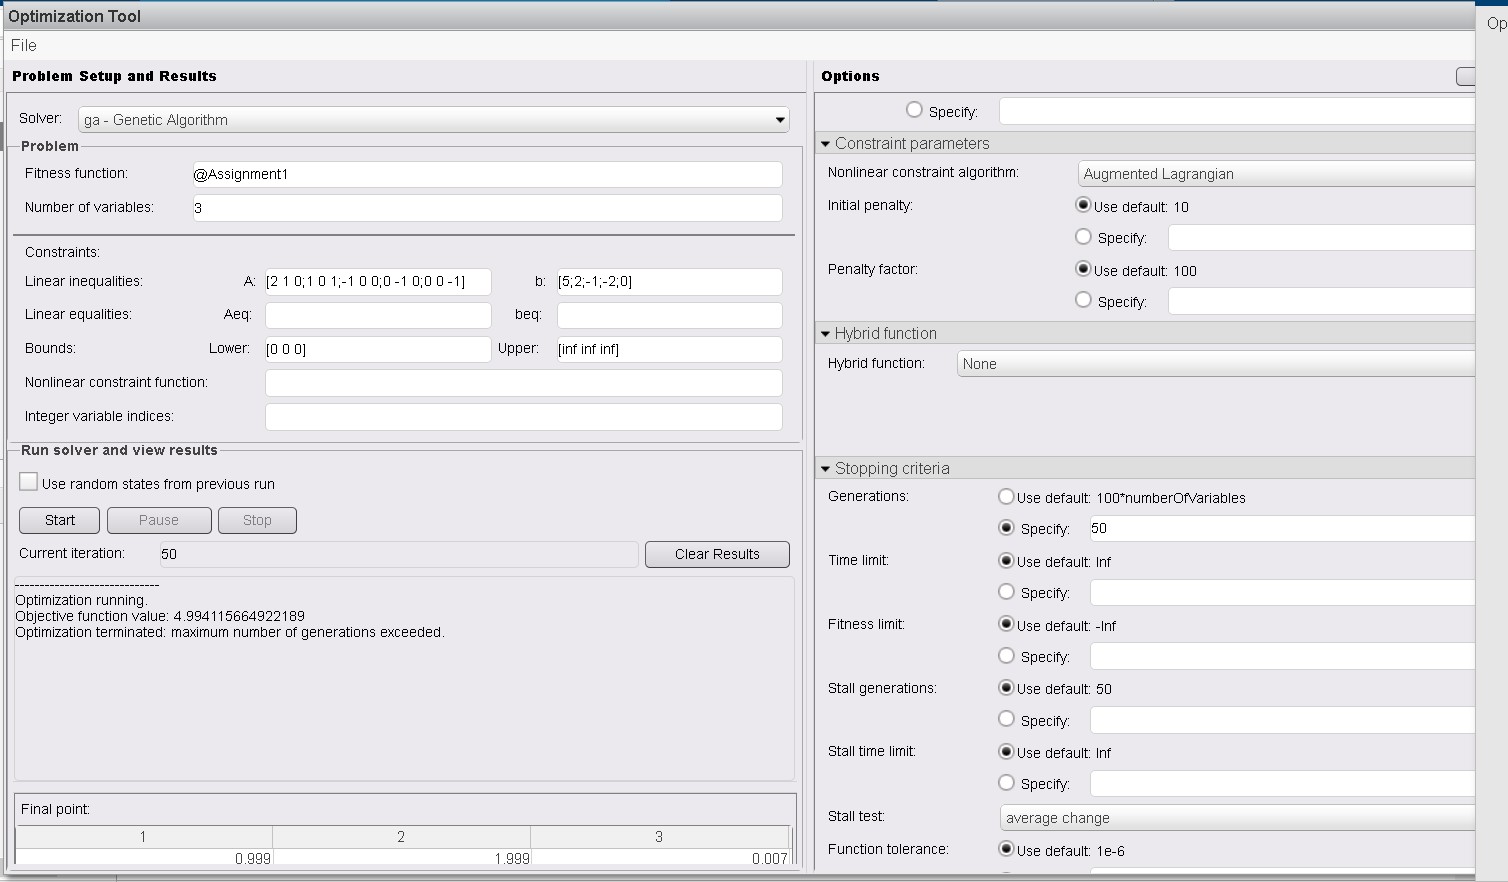 Optimization Tool
Op
File
Problem Setup and Results
Solver: ga - Genetic Algorithm
Problem
Fitness function: @Assignment1
Number of variables: 3
Constraints:
Linear inequalities: A: [2 1 0;1 0 1;-1 0 0;0 -1 0;0 0 -1] b: [5;2;-1;-2;0]
Linear equalities: Aeq: beq:
Bounds: Lower: [0 0 0] Upper: [inf inf inf]
Nonlinear constraint function:
Integer variable indices:
Run solver and view results
Use random states from previous run
Start Pause Stop
Current iteration: 50 Clear Results
-----------------------------
Optimization running.
Objective function value: 4.994115664922189
Optimization terminated: maximum number of generations exceeded.
Final point:
1 2 3
0.999 1.999 0.007
Options
Specify:
Constraint parameters
Nonlinear constraint algorithm: Augmented Lagrangian
Initial penalty: Use default: 10
Specify:
Penalty factor: Use default: 100
Specify:
Hybrid function
Hybrid function: None
Stopping criteria
Generations: Use default: 100*numberOfVariables
Specify: 50
Time limit: Use default: Inf
Specify:
Fitness limit: Use default: -Inf
Specify:
Stall generations: Use default: 50
Specify:
Stall time limit: Use default: Inf
Specify:
Stall test: average change
Function tolerance: Use default: 1e-6